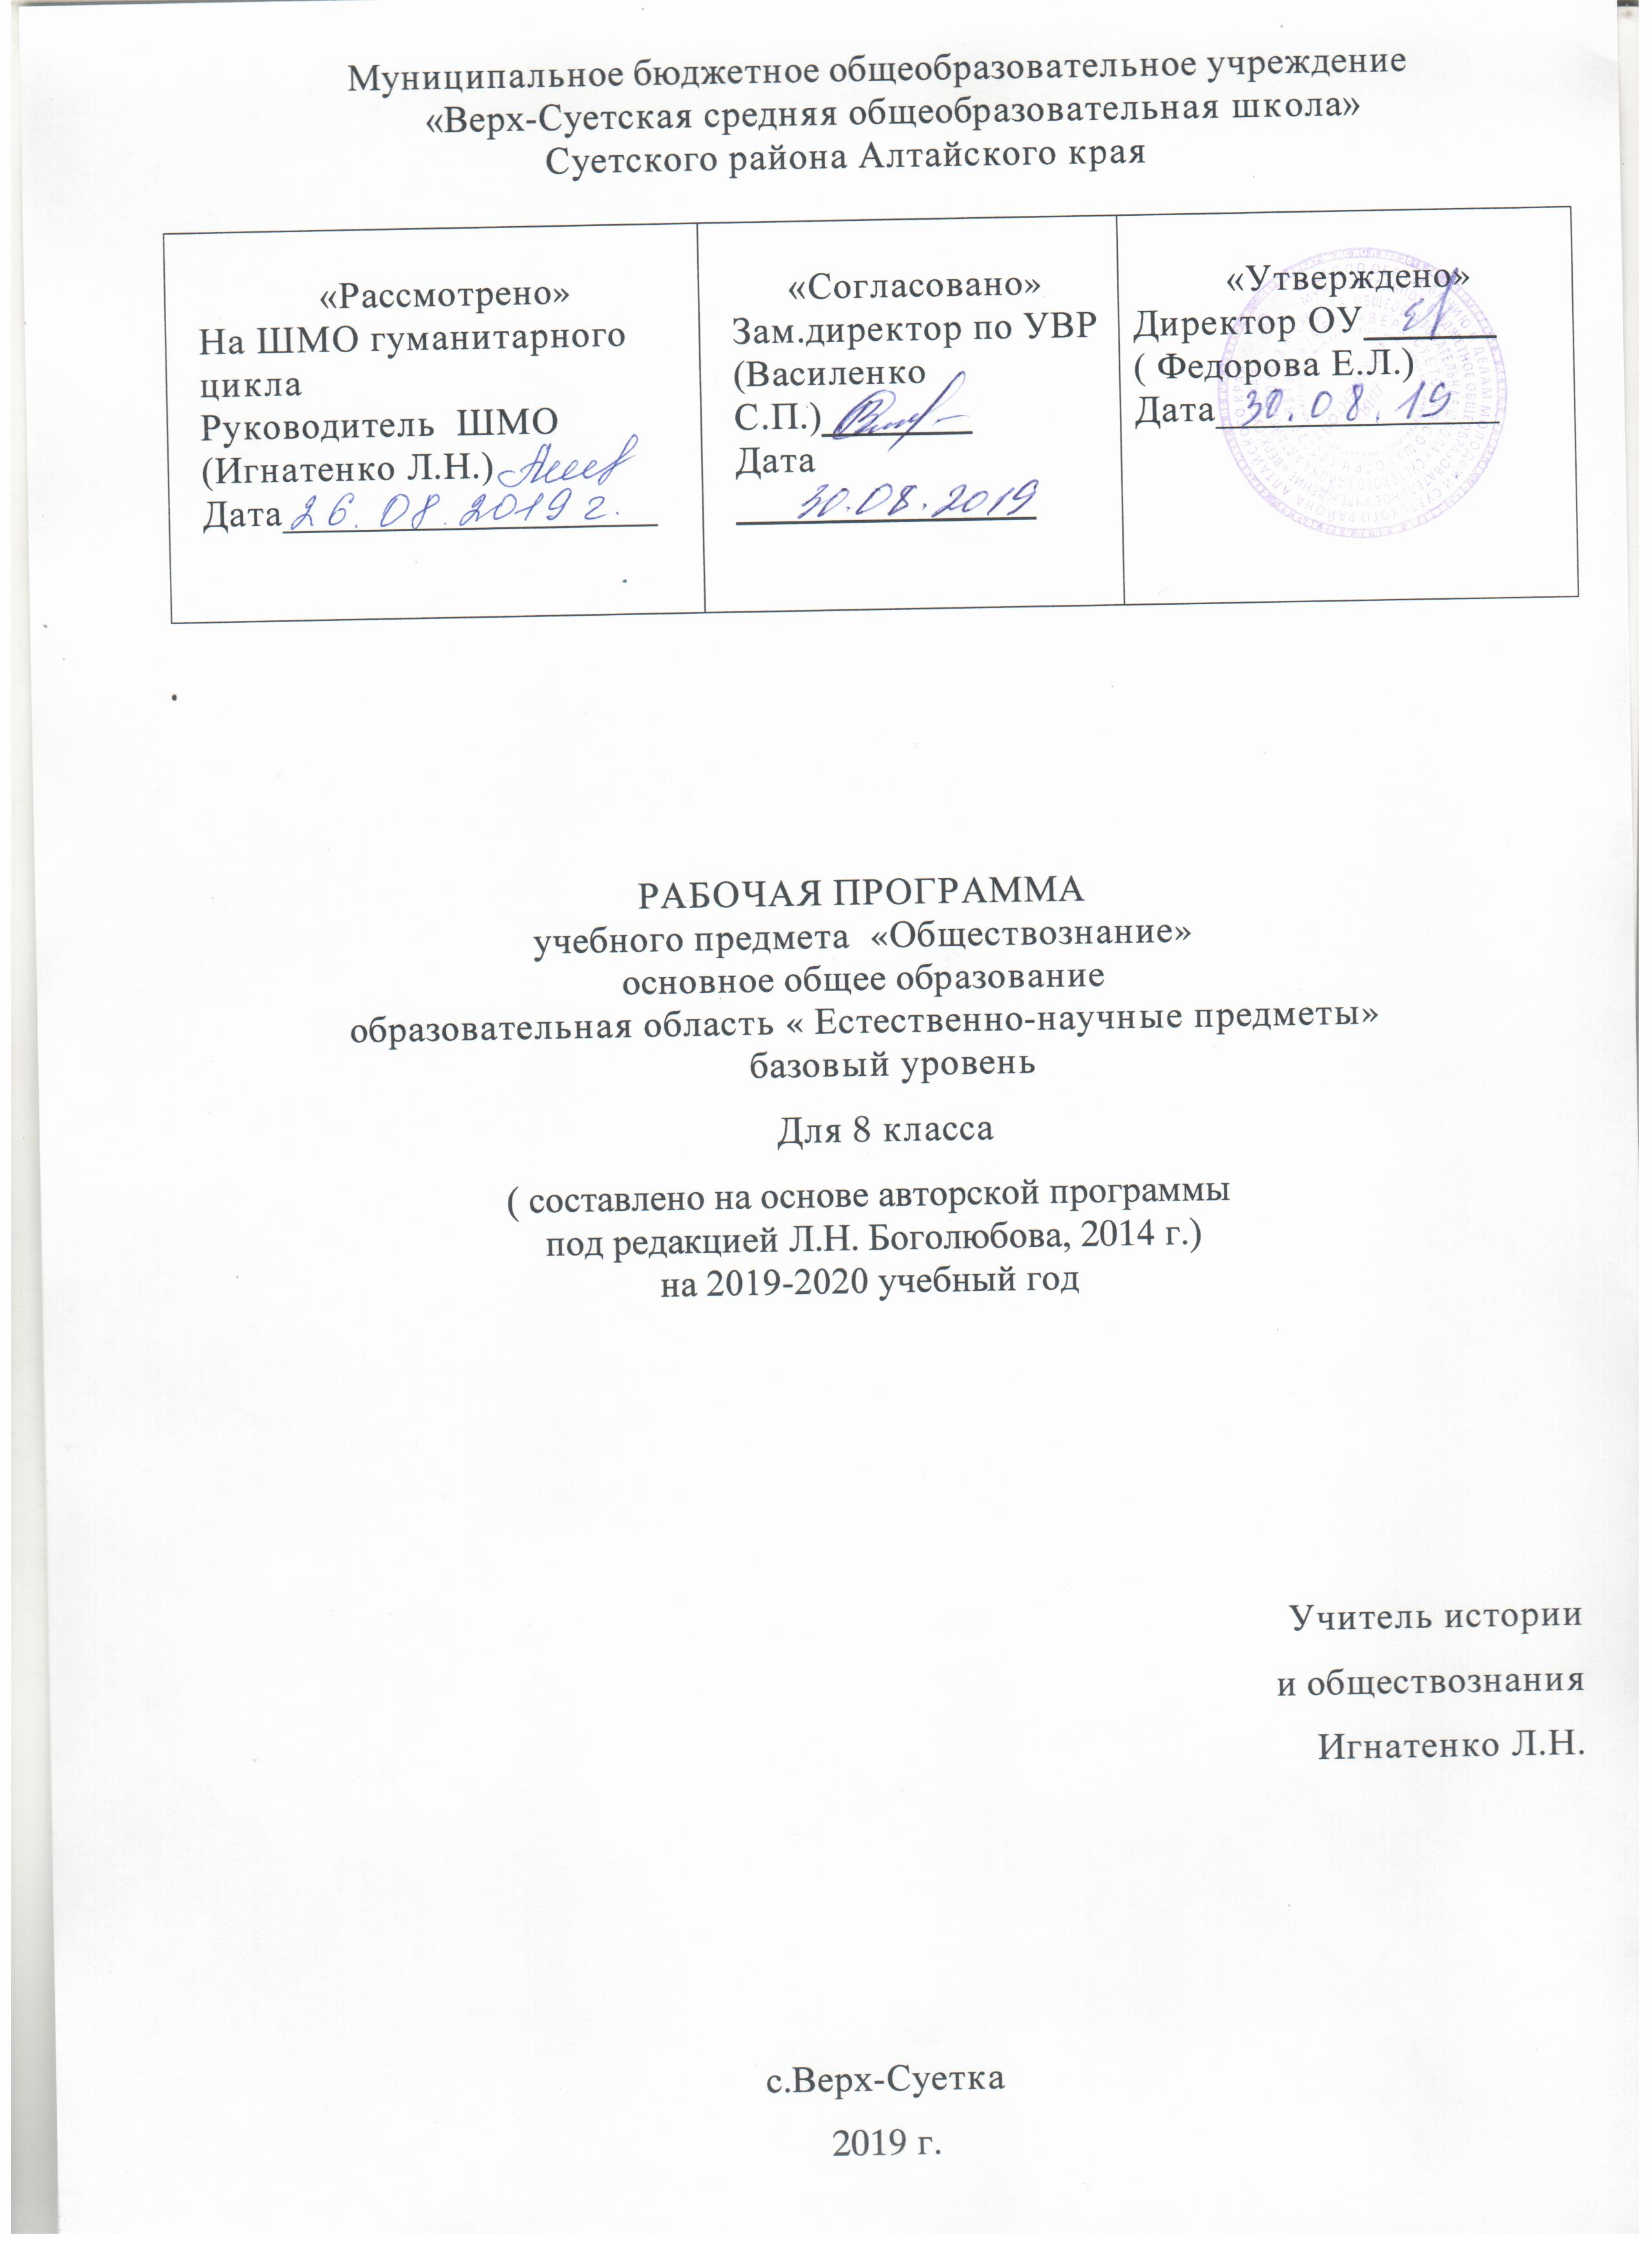 Муниципальное бюджетное общеобразовательное учреждение
«Верх-Суетская средняя общеобразовательная школа»
Суетского района Алтайского края
«Рассмотрено»
На ШМО гуманитарного
цикла
Руководитель ШМО
(Игнатенко Л.Н.)
Дата 26.08.2019 г.
«Согласовано»
Зам.директор по УВР
(Василенко
С.П.)
Дата
30.08.2019
«Утверждено»
Директор ОУ
( Федорова Е.Л.)
Дата 30.08.19
РАБОЧАЯ ПРОГРАММА
учебного предмета «Обществознание»
основное общее образование
образовательная область « Естественно-научные предметы»
базовый уровень
Для 8 класса
( составлено на основе авторской программы
под редакцией Л.Н. Боголюбова, 2014 г.)
на 2019-2020 учебный год
Учитель истории
и обществознания
Игнатенко Л.Н.
с.Верх-Суетка
2019 г.